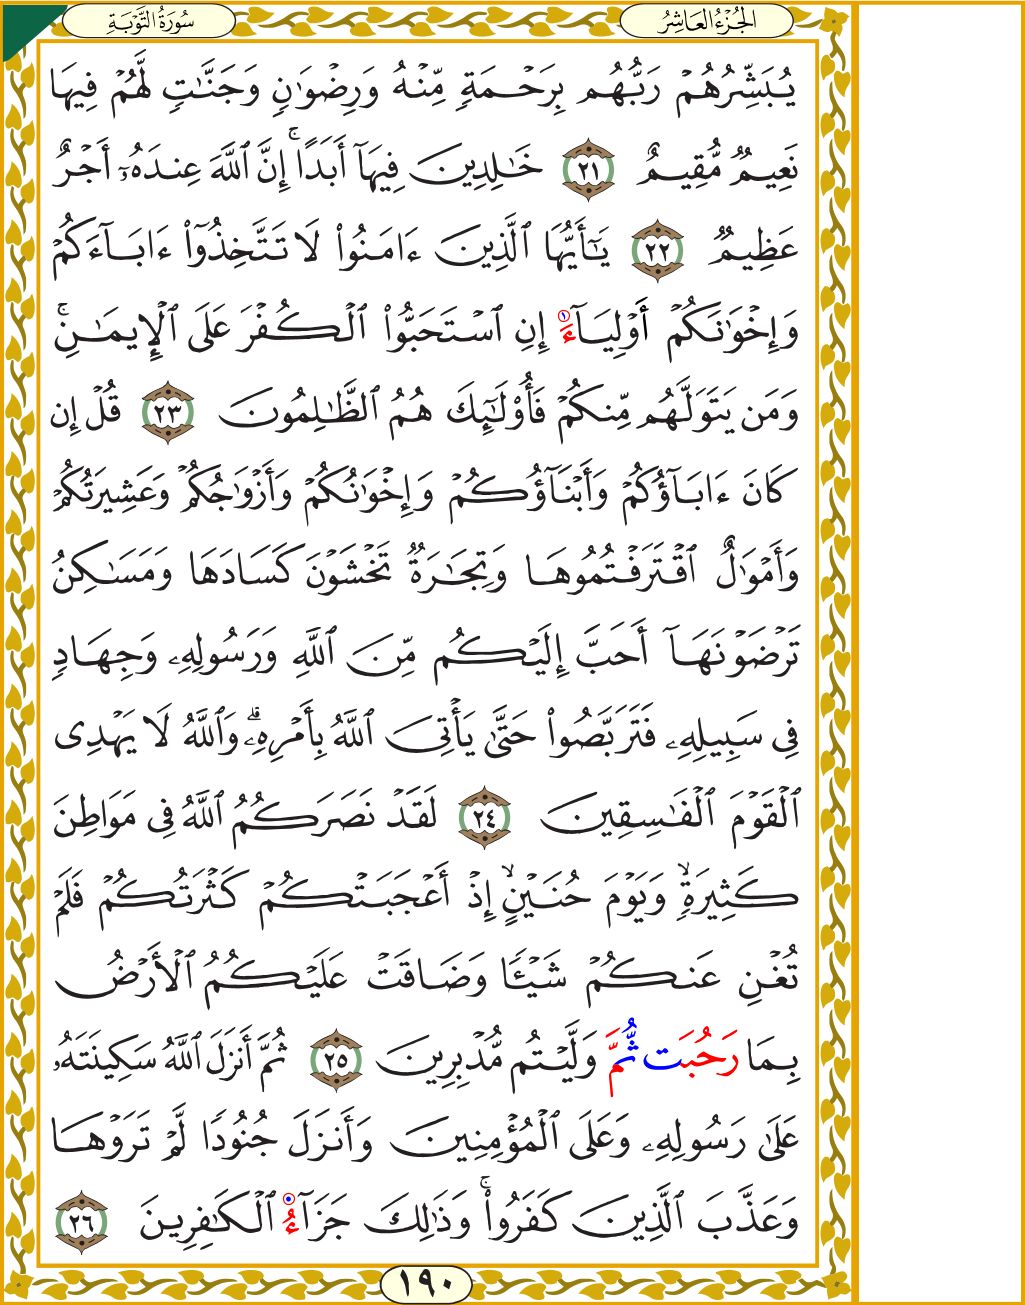 سُورَةُ التَّوْبَةِ
الجُزْءُ العَاشِرُ
يُبَشِّرُهُمْ رَبُّهُم بِرَحْمَةٍ مِّنْهُ وَرِضْوَٰنٍ وَجَنَّٰتٍ لَّهُمْ فِيهَا
نَعِيمٌ مُّقِيمٌ ٢١ خَٰلِدِينَ فِيهَآ أَبَدًا ۚ إِنَّ ٱللَّهَ عِندَهُۥٓ أَجْرٌ
عَظِيمٌ ٢٢ يَٰٓأَيُّهَا ٱلَّذِينَ ءَامَنُوا۟ لَا تَتَّخِذُوٓا۟ ءَابَآءَكُمْ
وَإِخْوَٰنَكُمْ أَوْلِيَآءَ إِنِ ٱسْتَحَبُّوا۟ ٱلْكُفْرَ عَلَى ٱلْإِيمَٰنِ ۚ
وَمَن يَتَوَلَّهُم مِّنكُمْ فَأُو۟لَٰٓئِكَ هُمُ ٱلظَّٰلِمُونَ ٢٣ قُلْ إِن
كَانَ ءَابَآؤُكُمْ وَأَبْنَآؤُكُمْ وَإِخْوَٰنُكُمْ وَأَزْوَٰجُكُمْ وَعَشِيرَتُكُمْ
وَأَمْوَٰلٌ ٱقْتَرَفْتُمُوهَا وَتِجَٰرَةٌ تَخْشَوْنَ كَسَادَهَا وَمَسَٰكِنُ
تَرْضَوْنَهَآ أَحَبَّ إِلَيْكُم مِّنَ ٱللَّهِ وَرَسُولِهِۦ وَجِهَادٍ
فِى سَبِيلِهِۦ فَتَرَبَّصُوا۟ حَتَّىٰ يَأْتِىَ ٱللَّهُ بِأَمْرِهِۦ ۗ وَٱللَّهُ لَا يَهْدِى
ٱلْقَوْمَ ٱلْفَٰسِقِينَ ٢٤ لَقَدْ نَصَرَكُمُ ٱللَّهُ فِى مَوَاطِنَ
كَثِيرَةٍ ۙ وَيَوْمَ حُنَيْنٍ ۙ إِذْ أَعْجَبَتْكُمْ كَثْرَتُكُمْ فَلَمْ
تُغْنِ عَنكُمْ شَيْـًٔا وَضَاقَتْ عَلَيْكُمُ ٱلْأَرْضُ
بِمَا رَحُبَت ثُّمَّ وَلَّيْتُم مُّدْبِرِينَ ٢٥ ثُمَّ أَنزَلَ ٱللَّهُ سَكِينَتَهُۥ
عَلَىٰ رَسُولِهِۦ وَعَلَى ٱلْمُؤْمِنِينَ وَأَنزَلَ جُنُودًا لَّمْ تَرَوْهَا
وَعَذَّبَ ٱلَّذِينَ كَفَرُوا۟ ۚ وَذَٰلِكَ جَزَآءُ ٱلْكَٰفِرِينَ ٢٦
١٩٠